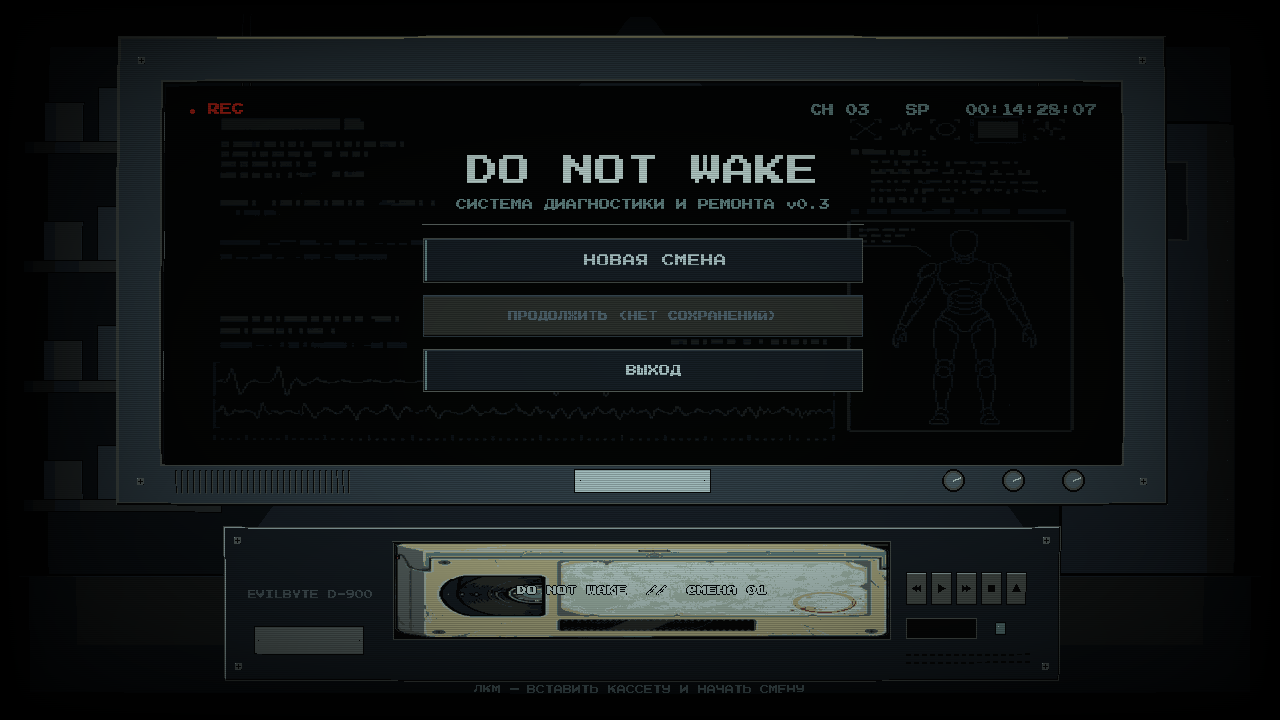 REC
CH 03 SP 00:14:28:07
DO NOT WAKE
СИСТЕМА ДИАГНОСТИКИ И РЕМОНТА v0.3
НОВАЯ СМЕНА
ПРОДОЛЖИТЬ (НЕТ СОХРАНЕНИЙ)
ВЫХОД
DO NOT WAKE // СМЕНА 01
EVILBYTE D-900
ЛКМ — ВСТАВИТЬ КАССЕТУ И НАЧАТЬ СМЕНУ